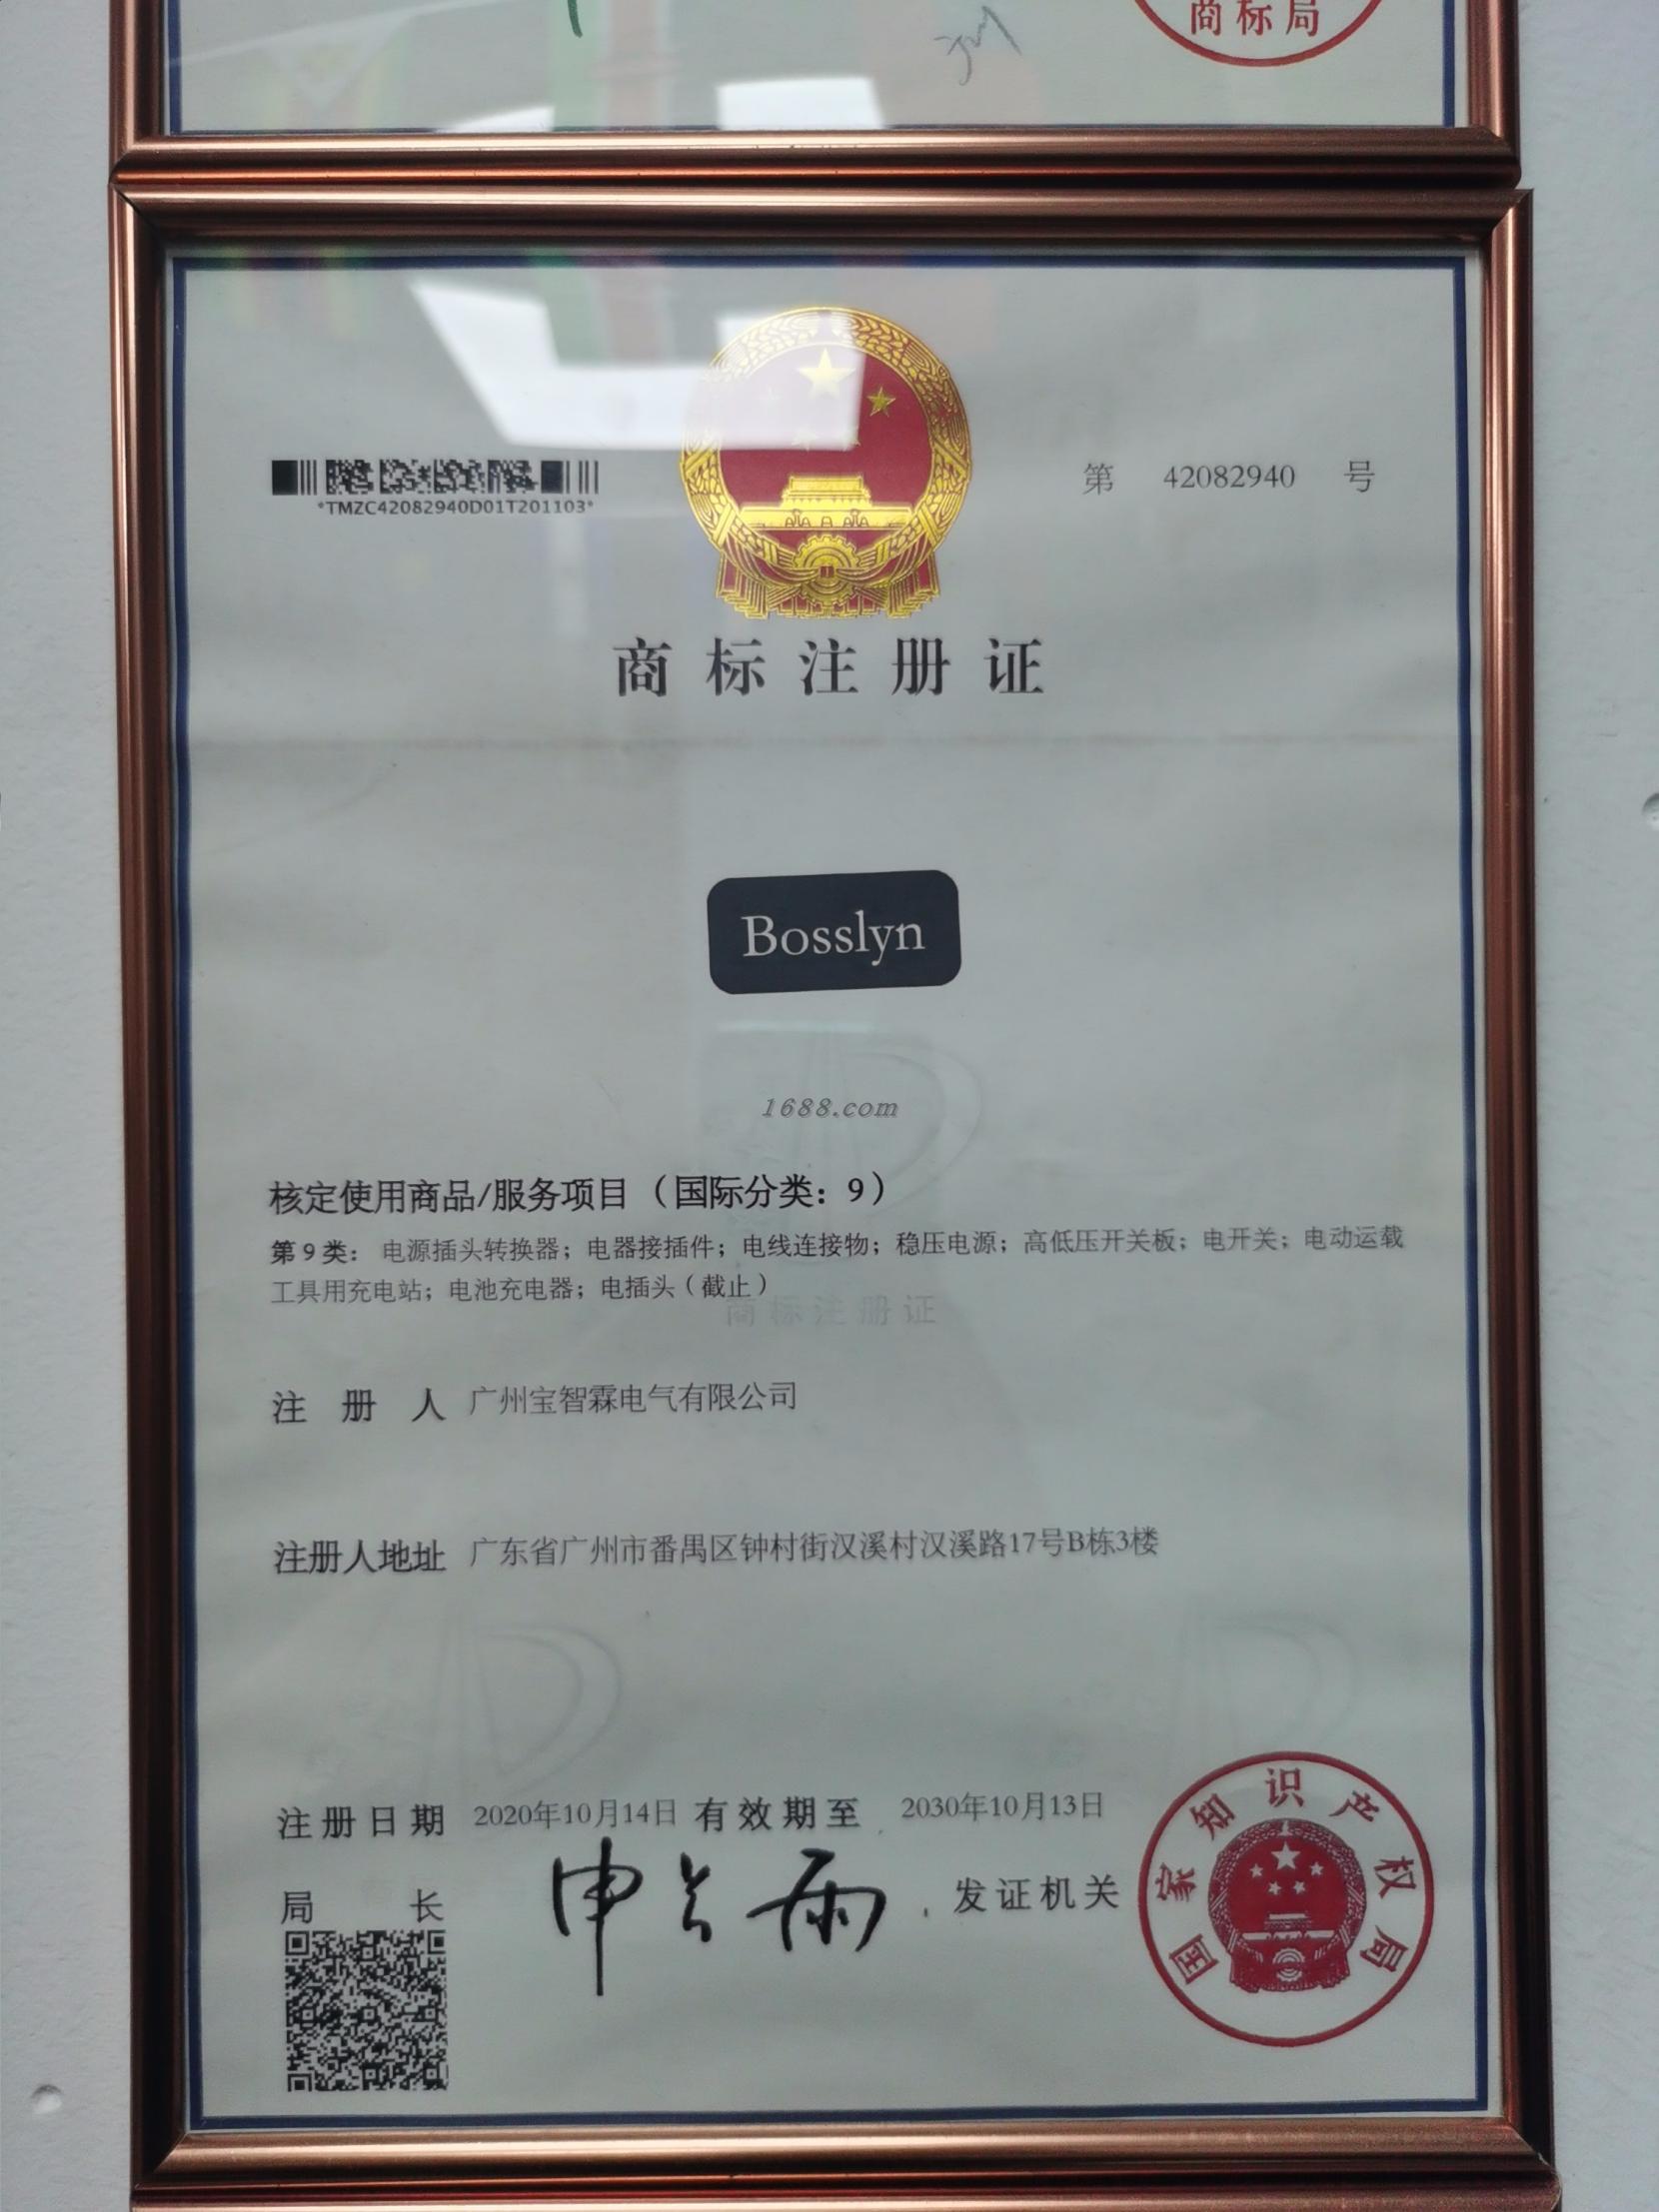 商标局
第 42082940 号
*TMZC42082940D01T201103*
商标注册证
Bosslyn
1688.com
核定使用商品/服务项目（国际分类：9）
第9类： 电源插头转换器；电器接插件；电线连接物；稳压电源；高低压开关板；电开关；电动运载
工具用充电站；电池充电器；电插头（截止）
商标注册证
注册人 广州宝智霖电气有限公司
注册人地址 广东省广州市番禺区钟村街汉溪村汉溪路17号B栋3楼
注册日期 2020年10月14日 有效期至 2030年10月13日
局长 申长雨 发证机关
国家知识产权局